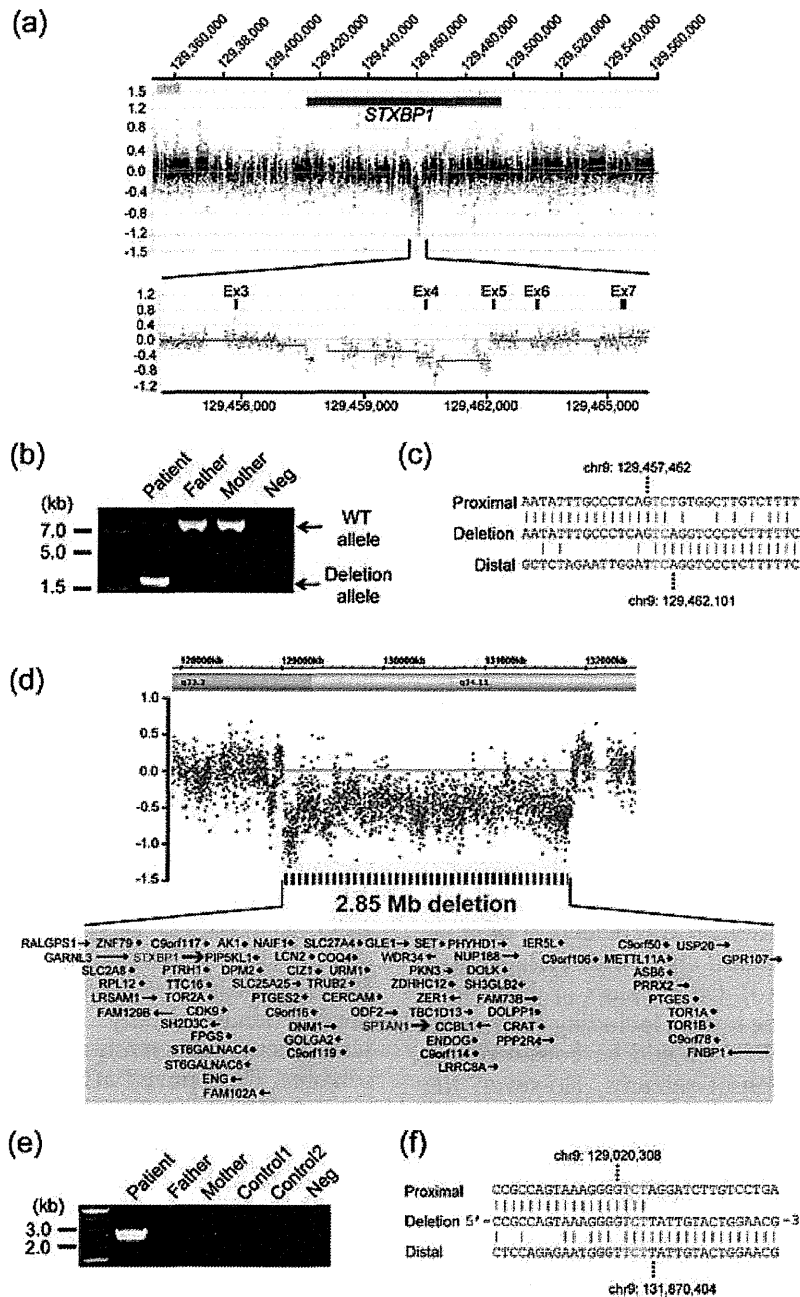 (a)
129,360,000 129,38,000 129,400,000 129,420,000 129,440,000 129,460,000 129,480,000 129,500,000 129,520,000 129,540,000 129,560,000
1.5
1.2
0.8
0.4
0.0
-0.4
-0.8
-1.2
-1.5
STXBP1
Ex3 Ex4 Ex5 Ex6 Ex7
1.2
0.8
0.4
0.0
-0.4
-0.8
-1.2
129,456,000 129,459,000 129,462,000 129,465,000
(b)
Patient Father Mother Neg
(kb)
7.0
5.0
1.5
WT allele
Deletion allele
(c)
chr9: 129,457,462
Proximal AATATTTGCCCTCAGTCTGTGGCTTGTCTTTT
Deletion AATATTTGCCCTCAGTCAGGTCCCTCTTTTTC
Distal GCTCTAGAATTGGATTCAGGTCCCTCTTTTTC
chr9: 129,462,101
(d)
129000kb 130000kb 131000kb 132000kb
q34.11
1.0
0.5
0.0
-0.5
-1.0
-1.5
2.85 Mb deletion
RALGPS1 ZNF79 C9orf117 AK1 NAIF1 SLC27A4 GLE1 SET PHYHD1 IER5L C9orf50 USP20
GARNL3 STXBP1 PIP5KL1 LCN2 COQ4 WDR34 NUP188 C9orf106 METTL11A GPR107
SLC2A8 PTRH1 DPM2 CIZ1 URM1 PKN3 DOLK ASB6
RPL12 TTC16 SLC25A25 TRUB2 ZDHHC12 SH3GLB2 PRRX2
LRSAM1 TOR2A PTGES2 CERCAM ZER1 FAM73B PTGES
FAM129B CDK9 C9orf16 ODF2 TBC1D13 DOLPP1 TOR1A
SH2D3C DNM1 SPTAN1 CCBL1 CRAT TOR1B
FPGS GOLGA2 ENDOG PPP2R4 C9orf78
ST6GALNAC4 C9orf119 C9orf114 FNBP1
ST6GALNAC6 LRRC8A
ENG
FAM102A
(e)
Patient Father Mother Control1 Control2 Neg
(kb)
3.0
2.0
(f)
chr9: 129,020,308
Proximal CCGCCAGTAAAGGGGTCTAGGATCTTGTCCTGA
Deletion 5'~CCGCCAGTAAAGGGGTCTTATTGTACTGGAACG~3
Distal CTCCAGAGAATGGGTTCTTATTGTACTGGAACG
chr9: 131,870,404